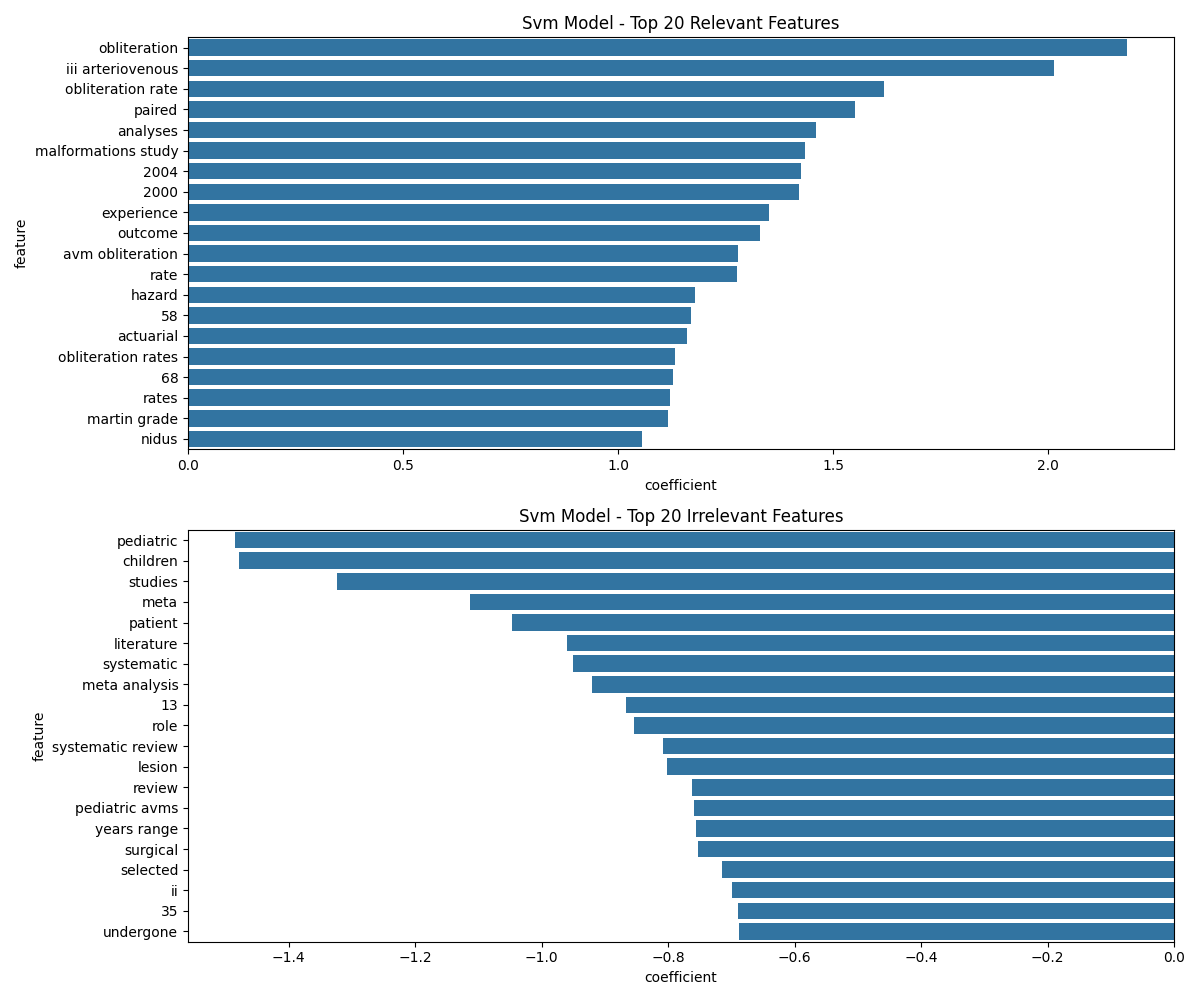 Svm Model - Top 20 Relevant Features
obliteration
iii arteriovenous
obliteration rate
paired
analyses
malformations study
2004
2000
experience
outcome
avm obliteration
rate
hazard
58
actuarial
obliteration rates
68
rates
martin grade
nidus
feature
0.0 0.5 1.0 1.5 2.0
coefficient
Svm Model - Top 20 Irrelevant Features
pediatric
children
studies
meta
patient
literature
systematic
meta analysis
13
role
systematic review
lesion
review
pediatric avms
years range
surgical
selected
ii
35
undergone
feature
−1.4 −1.2 −1.0 −0.8 −0.6 −0.4 −0.2 0.0
coefficient